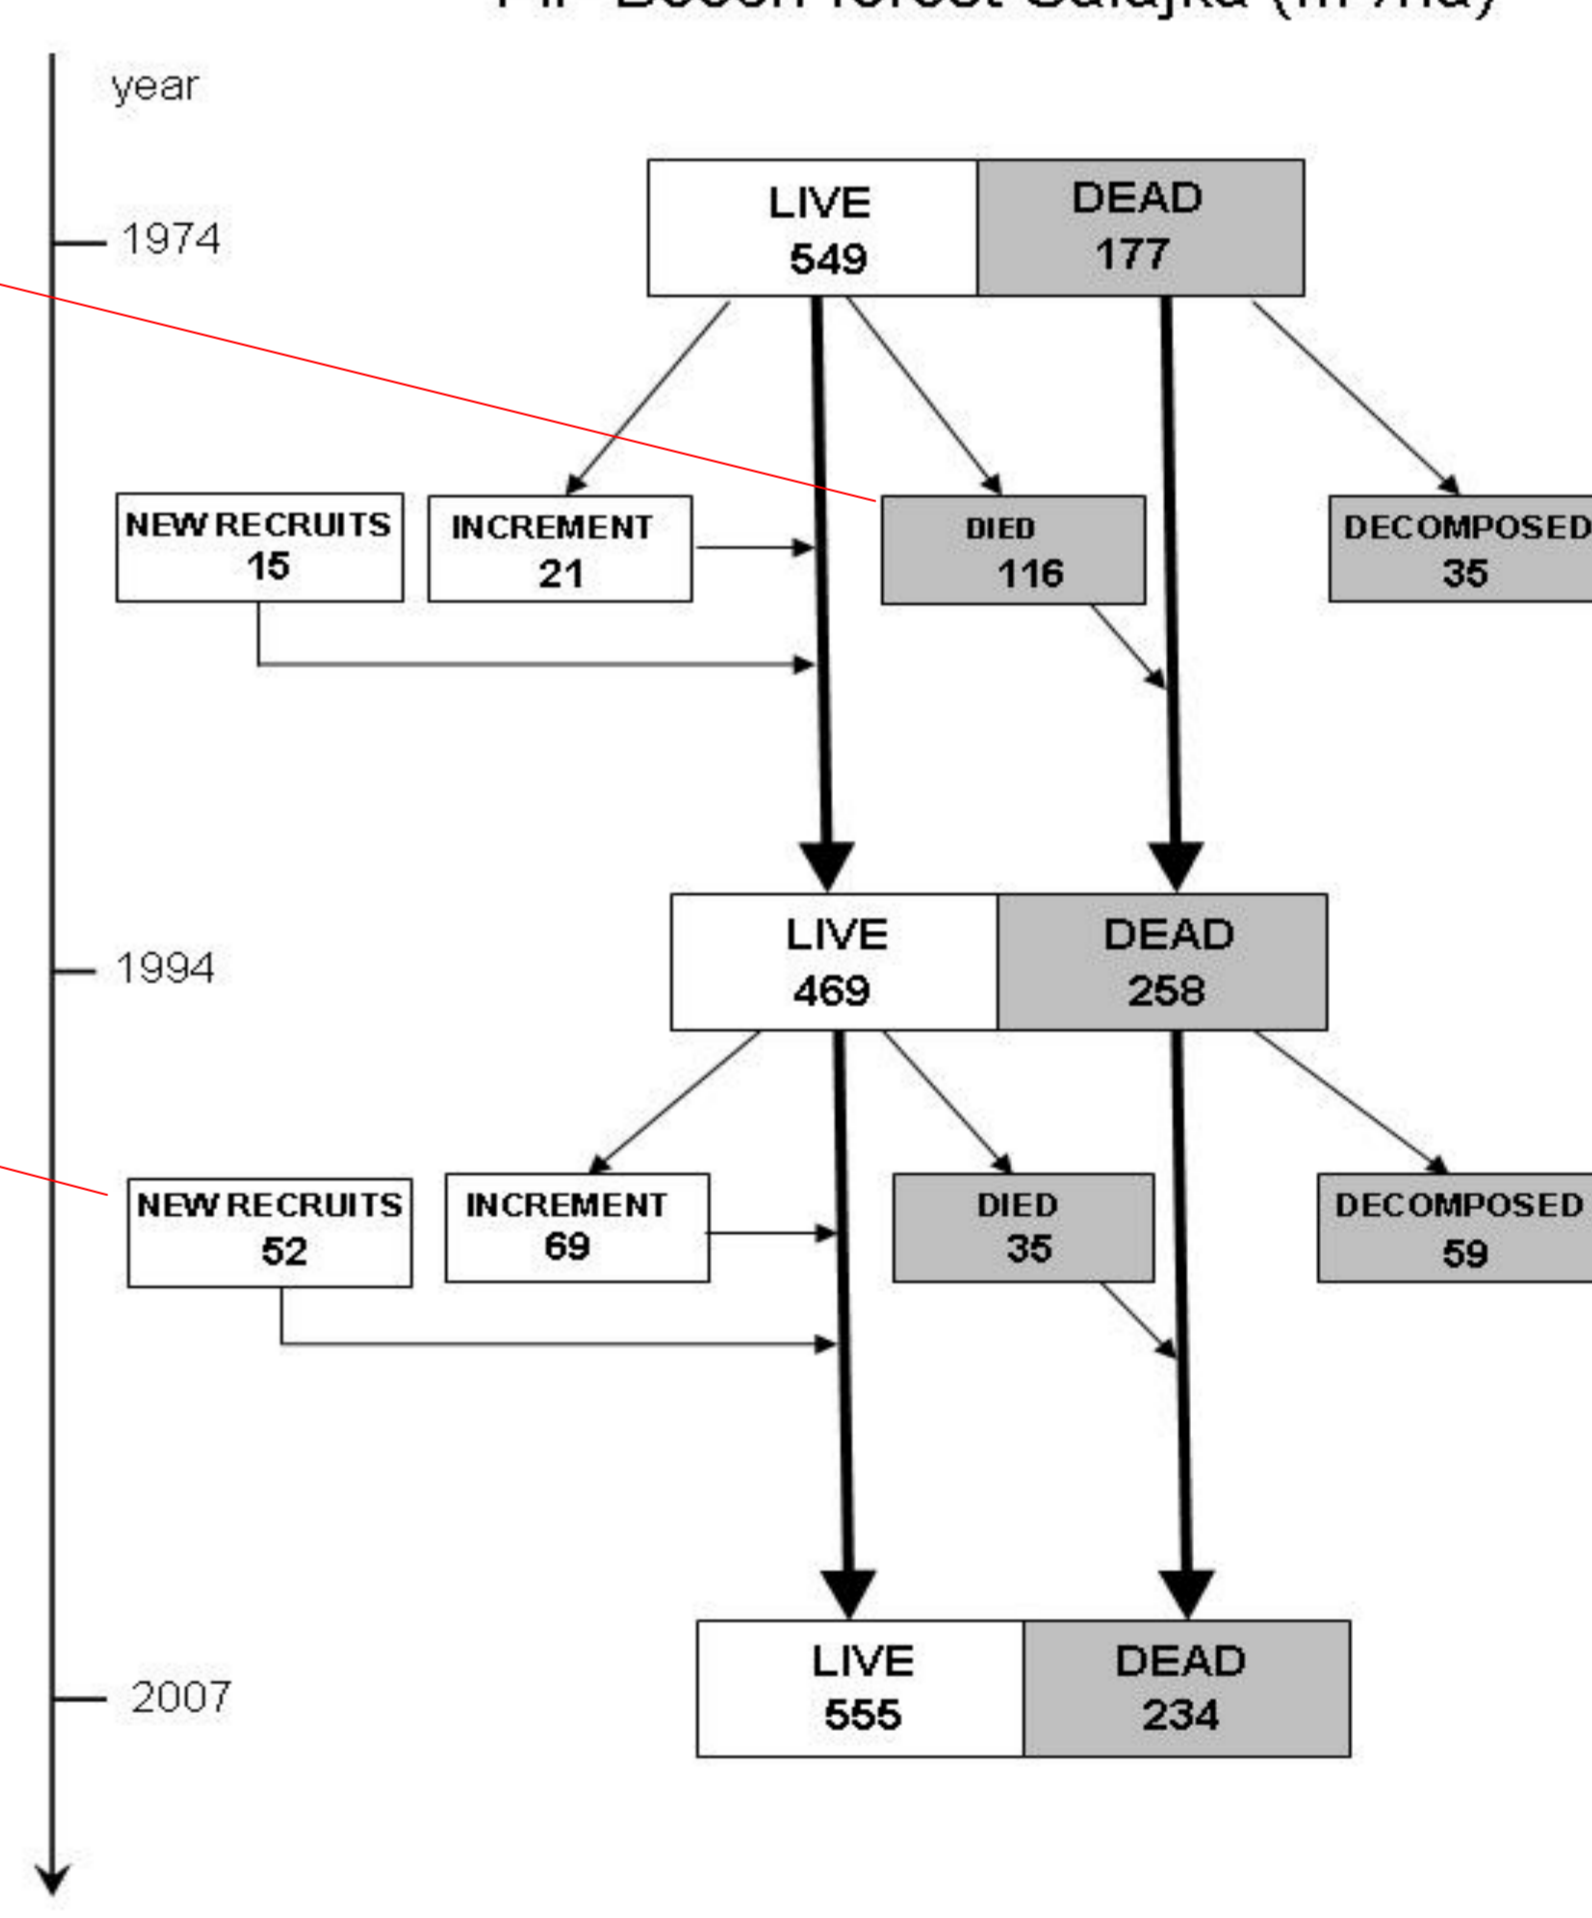 year
LIVE
549
DEAD
177
1974
NEW RECRUITS
15
INCREMENT
21
DIED
116
DECOMPOSED
35
LIVE
469
DEAD
258
1994
NEW RECRUITS
52
INCREMENT
69
DIED
35
DECOMPOSED
59
LIVE
555
DEAD
234
2007